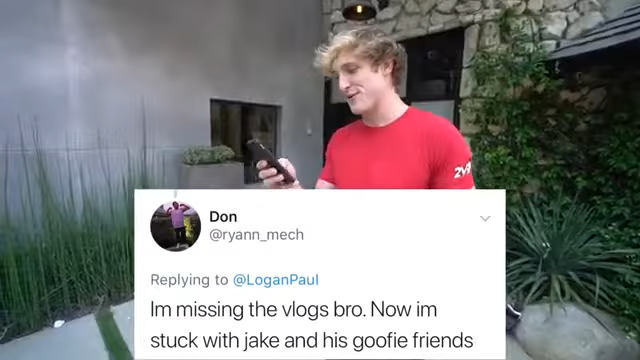 Don
@ryann_mech
Replying to @LoganPaul
Im missing the vlogs bro. Now im
stuck with jake and his goofie friends